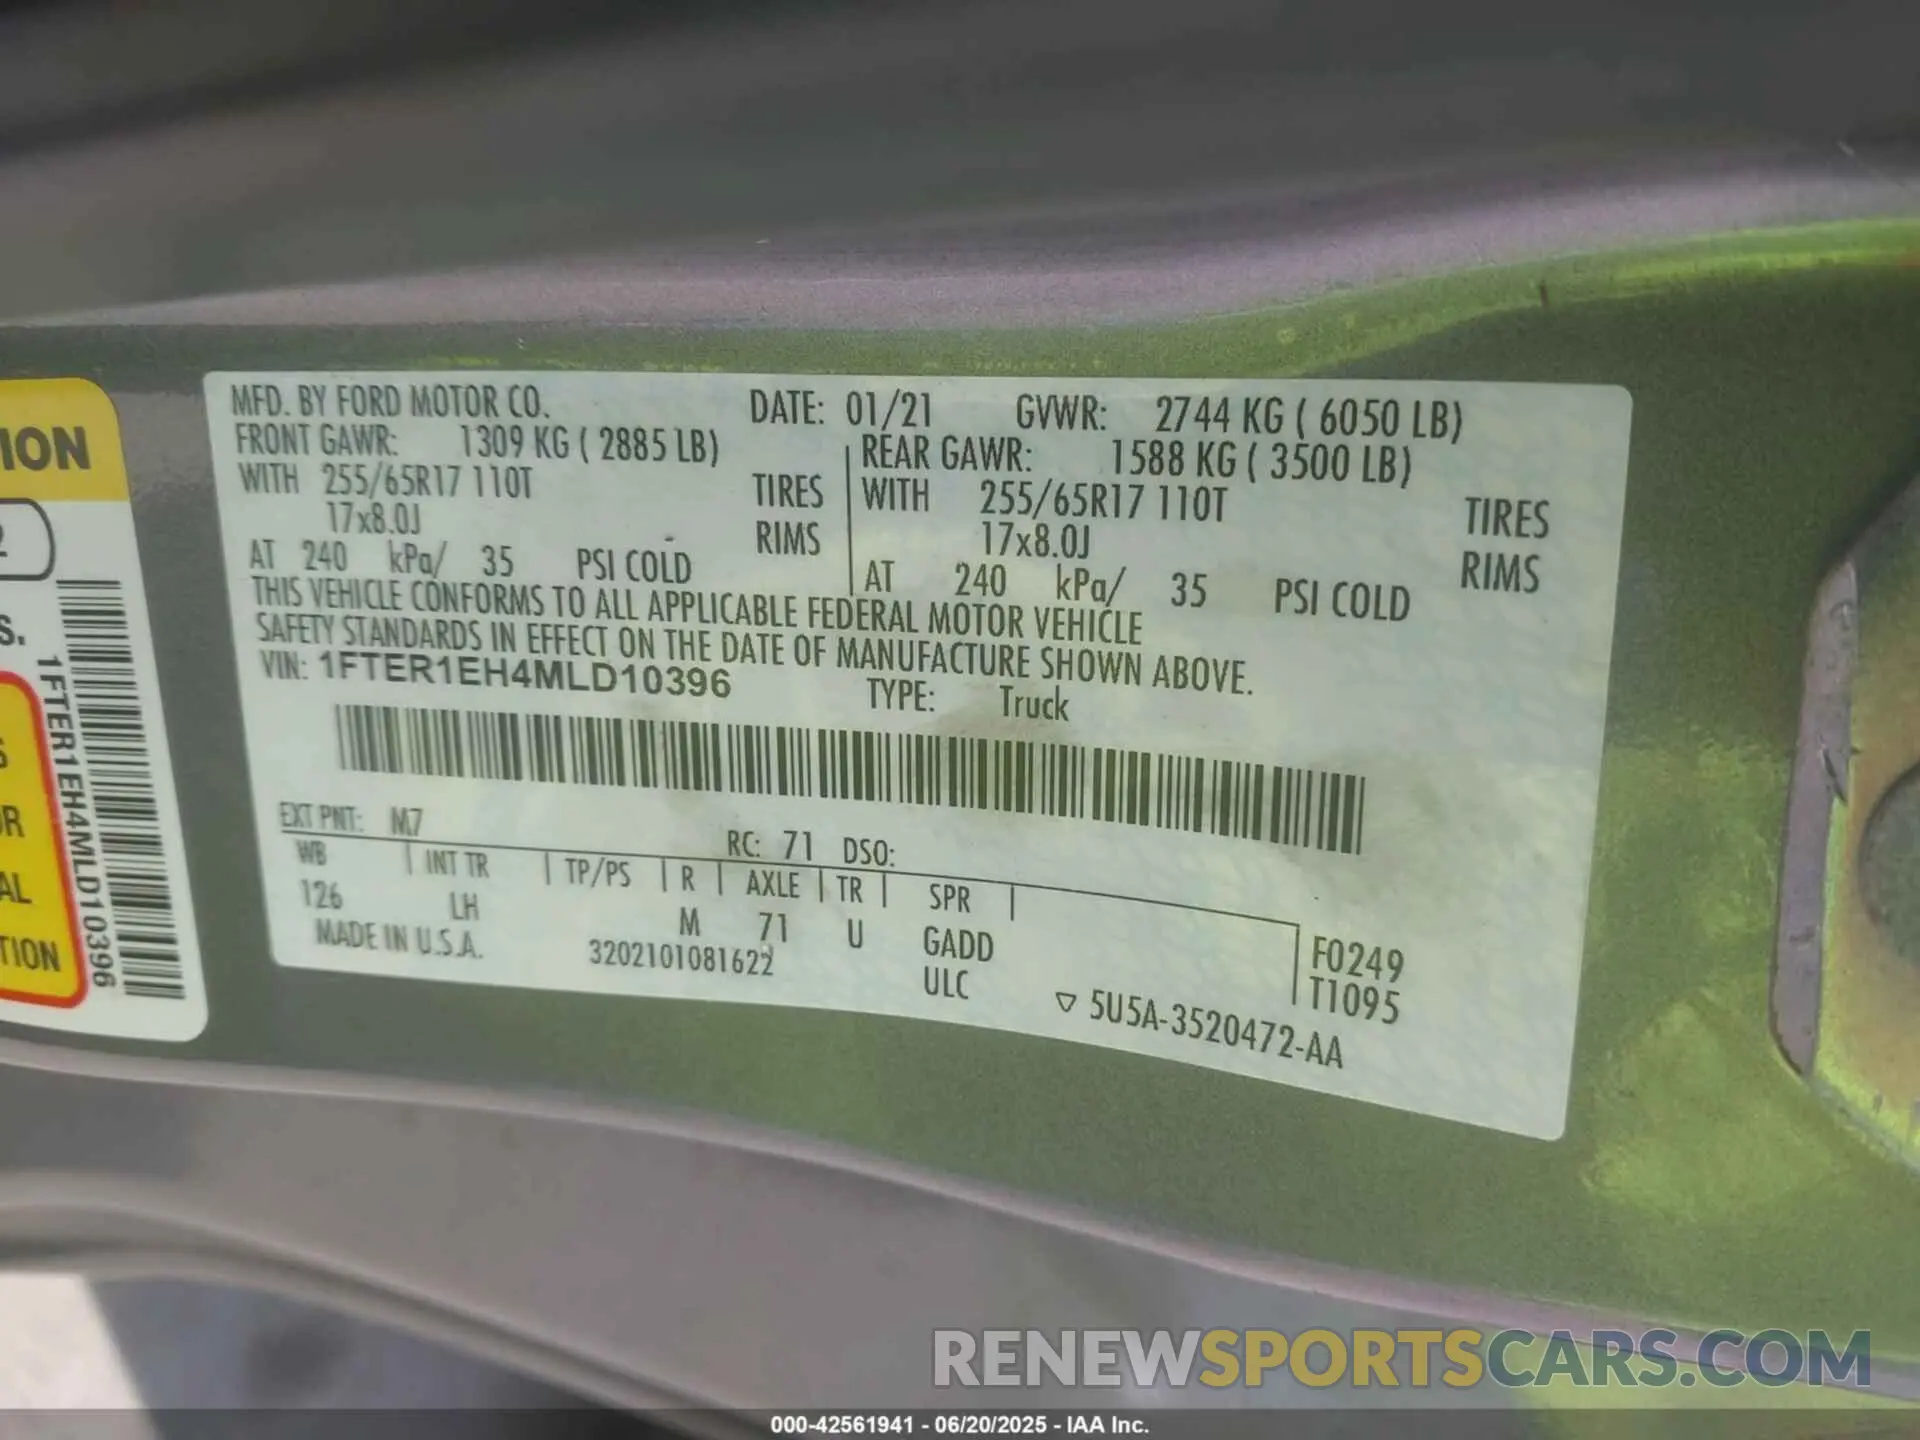 MFD. BY FORD MOTOR CO. DATE: 01/21 GVWR: 2744 KG ( 6050 LB)
FRONT GAWR: 1309 KG ( 2885 LB) REAR GAWR: 1588 KG ( 3500 LB)
WITH 255/65R17 110T TIRES WITH 255/65R17 110T TIRES
17x8.0J RIMS 17x8.0J RIMS
AT 240 kPa/ 35 PSI COLD AT 240 kPa/ 35 PSI COLD
THIS VEHICLE CONFORMS TO ALL APPLICABLE FEDERAL MOTOR VEHICLE
SAFETY STANDARDS IN EFFECT ON THE DATE OF MANUFACTURE SHOWN ABOVE.
VIN: 1FTER1EH4MLD10396 TYPE: Truck
EXT PNT: M7 RC: 71 DSO:
WB INT TR TP/PS R AXLE TR SPR
126 LH M 71 U GADD F0249
MADE IN U.S.A. 3202101081622 ULC T1095
▽ 5U5A-3520472-AA
ION
2
S.
1FTER1EH4MLD10396
S
OR
AL
TION
RENEWSPORTSCARS.COM
000-42561941 - 06/20/2025 - IAA Inc.